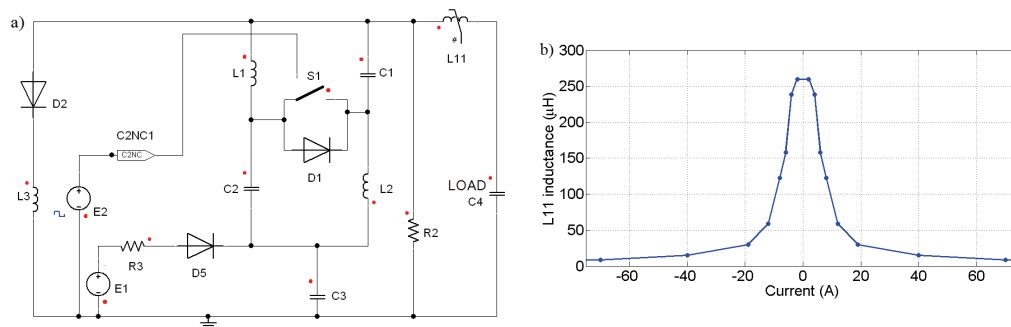 a)
D2
L3
C2NC1
C2NC
E2
E1
R3
D5
L1
S1
D1
C1
C2
L2
C3
R2
#
L11
LOAD
C4
b)
L11 inductance (μH)
300
250
200
150
100
50
0
-60 -40 -20 0 20 40 60
Current (A)